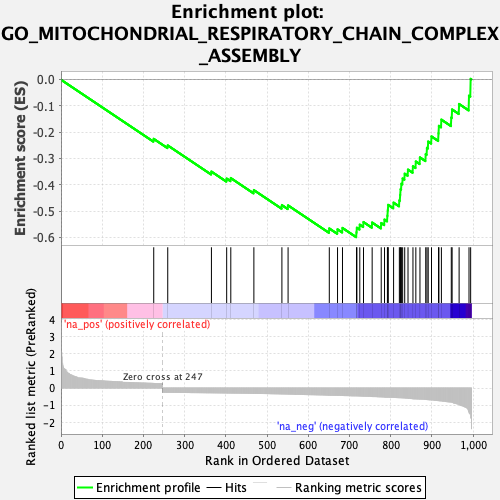 Enrichment plot:
GO_MITOCHONDRIAL_RESPIRATORY_CHAIN_COMPLEX
_ASSEMBLY
Enrichment score (ES)
0.0
-0.1
-0.2
-0.3
-0.4
-0.5
-0.6
'na_pos' (positively correlated)
Ranked list metric (PreRanked)
4
3
2
1
0
-1
-2
Zero cross at 247
'na_neg' (negatively correlated)
0
100
200
300
400
500
600
700
800
900
1,000
Rank in Ordered Dataset
Enrichment profile
Hits
Ranking metric scores